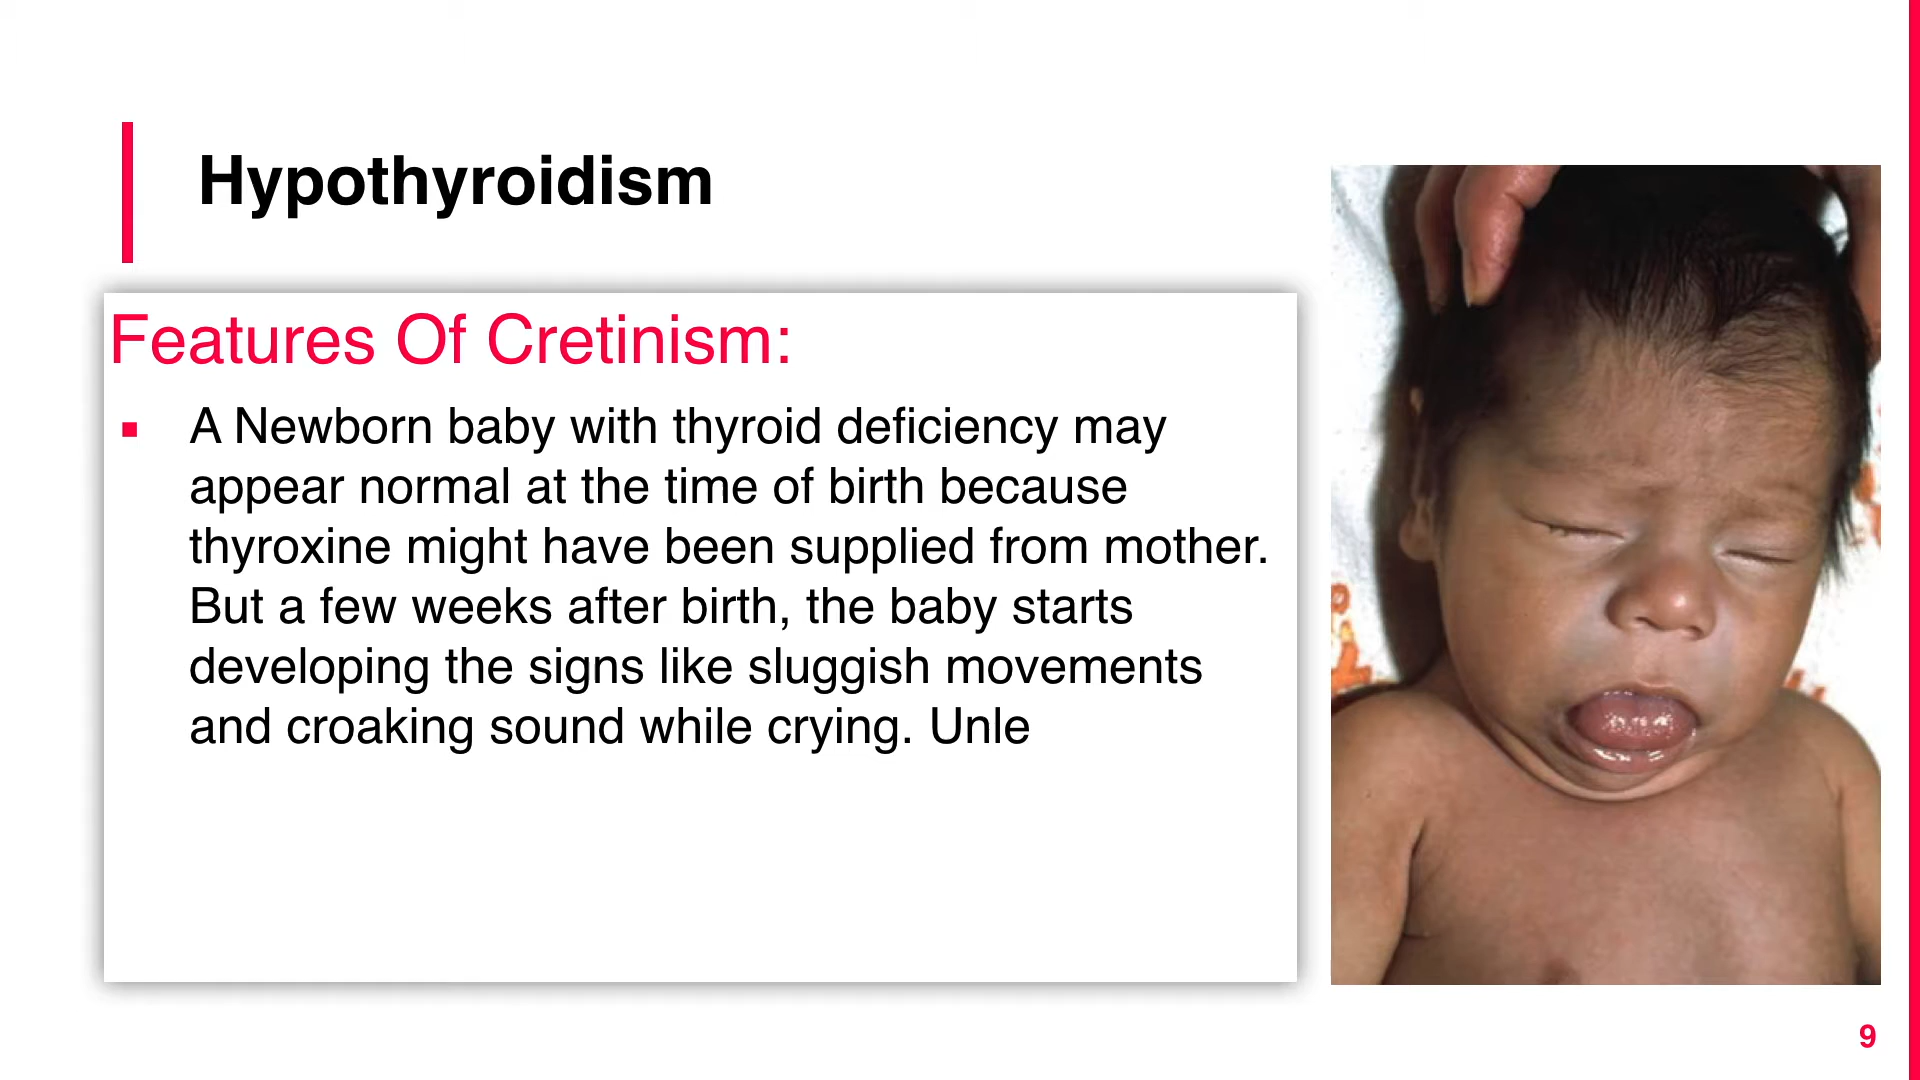 Hypothyroidism
Features Of Cretinism:
▪ A Newborn baby with thyroid deficiency may
appear normal at the time of birth because
thyroxine might have been supplied from mother.
But a few weeks after birth, the baby starts
developing the signs like sluggish movements
and croaking sound while crying. Unle
9